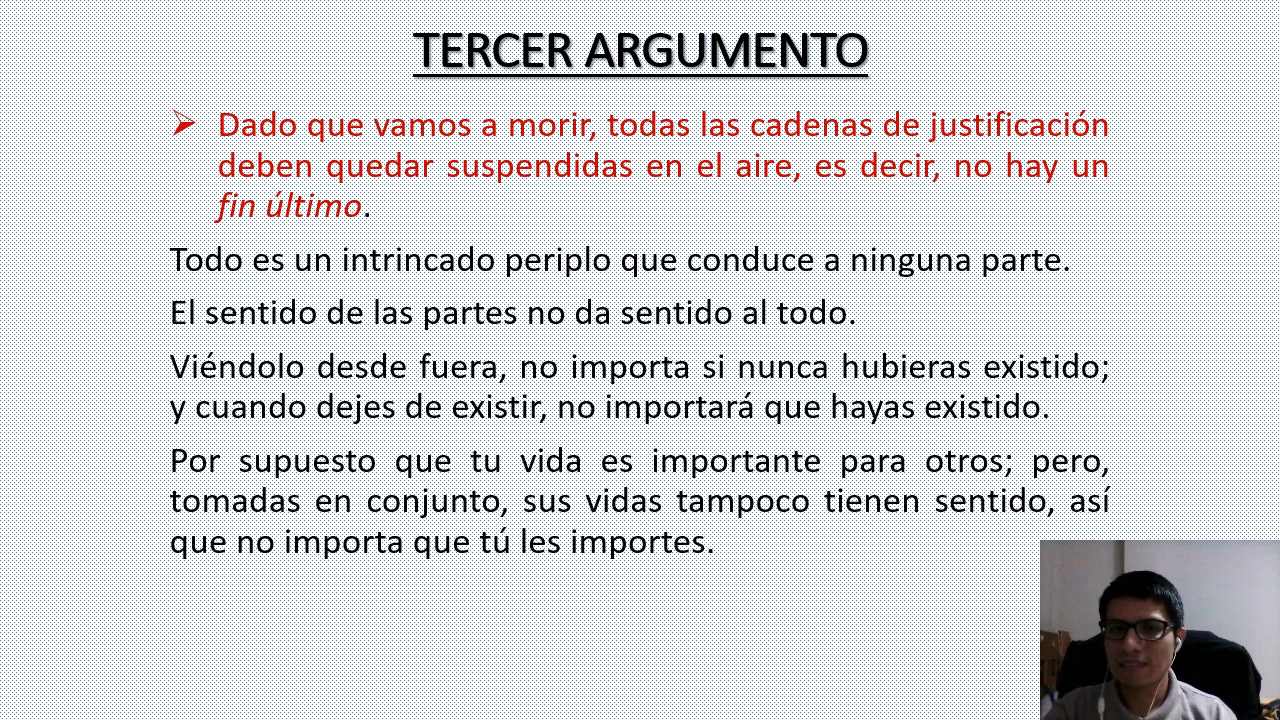 TERCER ARGUMENTO
Dado que vamos a morir, todas las cadenas de justificación
deben quedar suspendidas en el aire, es decir, no hay un
fin último.
Todo es un intrincado periplo que conduce a ninguna parte.
El sentido de las partes no da sentido al todo.
Viéndolo desde fuera, no importa si nunca hubieras existido;
y cuando dejes de existir, no importará que hayas existido.
Por supuesto que tu vida es importante para otros; pero,
tomadas en conjunto, sus vidas tampoco tienen sentido, así
que no importa que tú les importes.